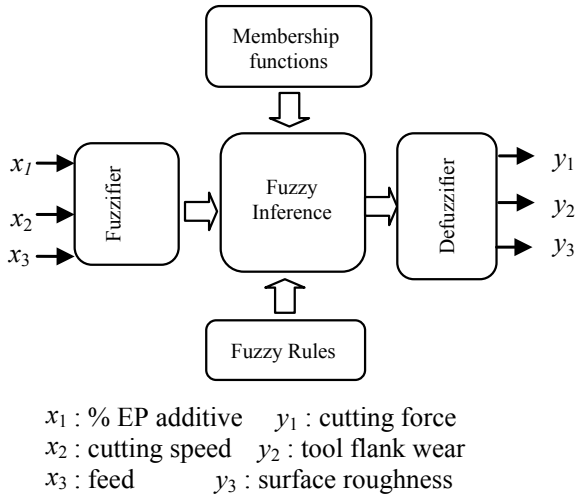 Membership
functions
x₁
x₂
x₃
Fuzzifier
Fuzzy
Inference
Defuzzifier
y₁
y₂
y₃
Fuzzy Rules
x₁ : % EP additive y₁ : cutting force
x₂ : cutting speed y₂ : tool flank wear
x₃ : feed y₃ : surface roughness